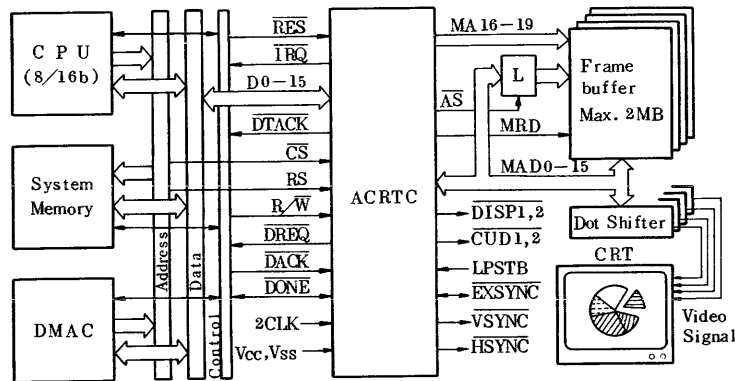 CPU
(8/16b)
System
Memory
DMAC
Address
Data
Control
RES
IRQ
D0-15
DTACK
CS
RS
R/W
DREQ
DACK
DONE
2CLK
Vcc,Vss
ACRTC
MA16-19
L
AS
MRD
MAD0-15
DISP1,2
CUD1,2
LPSTB
EXSYNC
VSYNC
HSYNC
Frame
buffer
Max. 2MB
Dot Shifter
CRT
Video
Signal